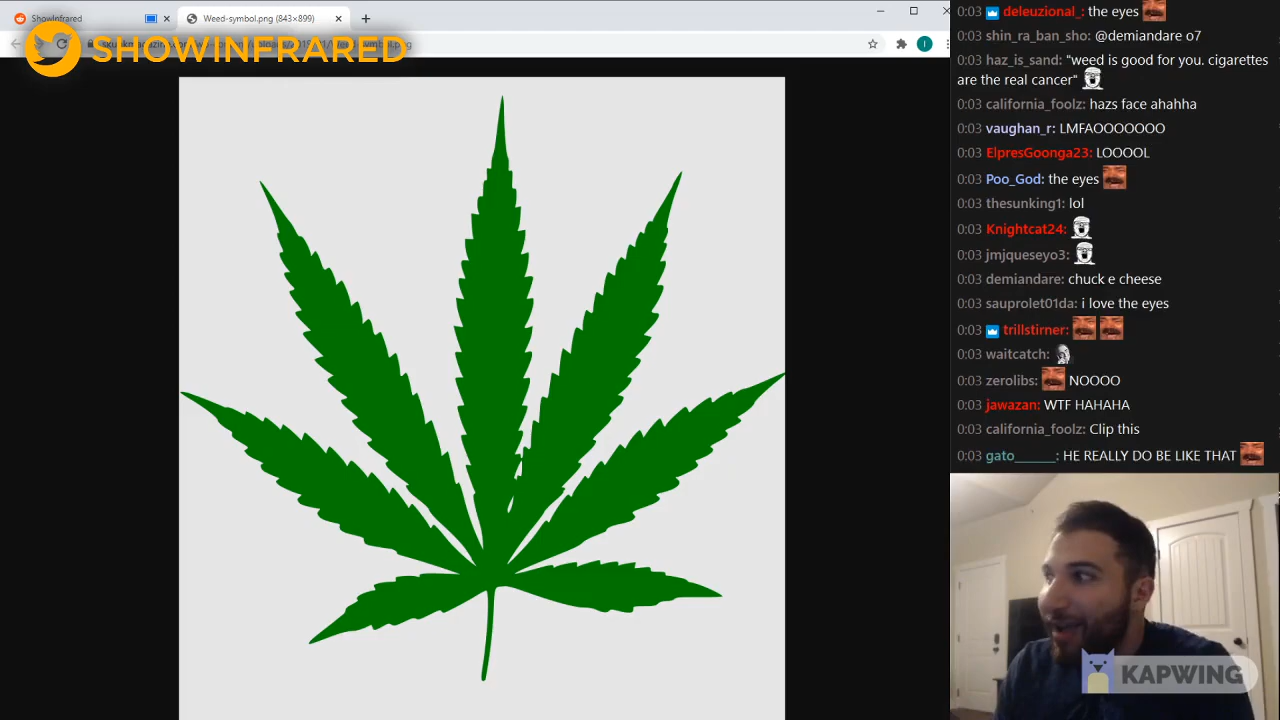 ShowInfrared
Weed-symbol.png (843×899)
SHOWINFRARED
0:03 deleuzional_: the eyes
0:03 shin_ra_ban_sho: @demiandare o7
0:03 haz_is_sand: "weed is good for you. cigarettes
are the real cancer"
0:03 california_foolz: hazs face ahahha
0:03 vaughan_r: LMFAOOOOOOO
0:03 ElpresGoonga23: LOOOOL
0:03 Poo_God: the eyes
0:03 thesunking1: lol
0:03 Knightcat24:
0:03 jmjqueseyo3:
0:03 demiandare: chuck e cheese
0:03 sauprolet01da: i love the eyes
0:03 trillstirner:
0:03 waitcatch:
0:03 zerolibs: NOOOO
0:03 jawazan: WTF HAHAHA
0:03 california_foolz: Clip this
0:03 gato______: HE REALLY DO BE LIKE THAT
KAPWING